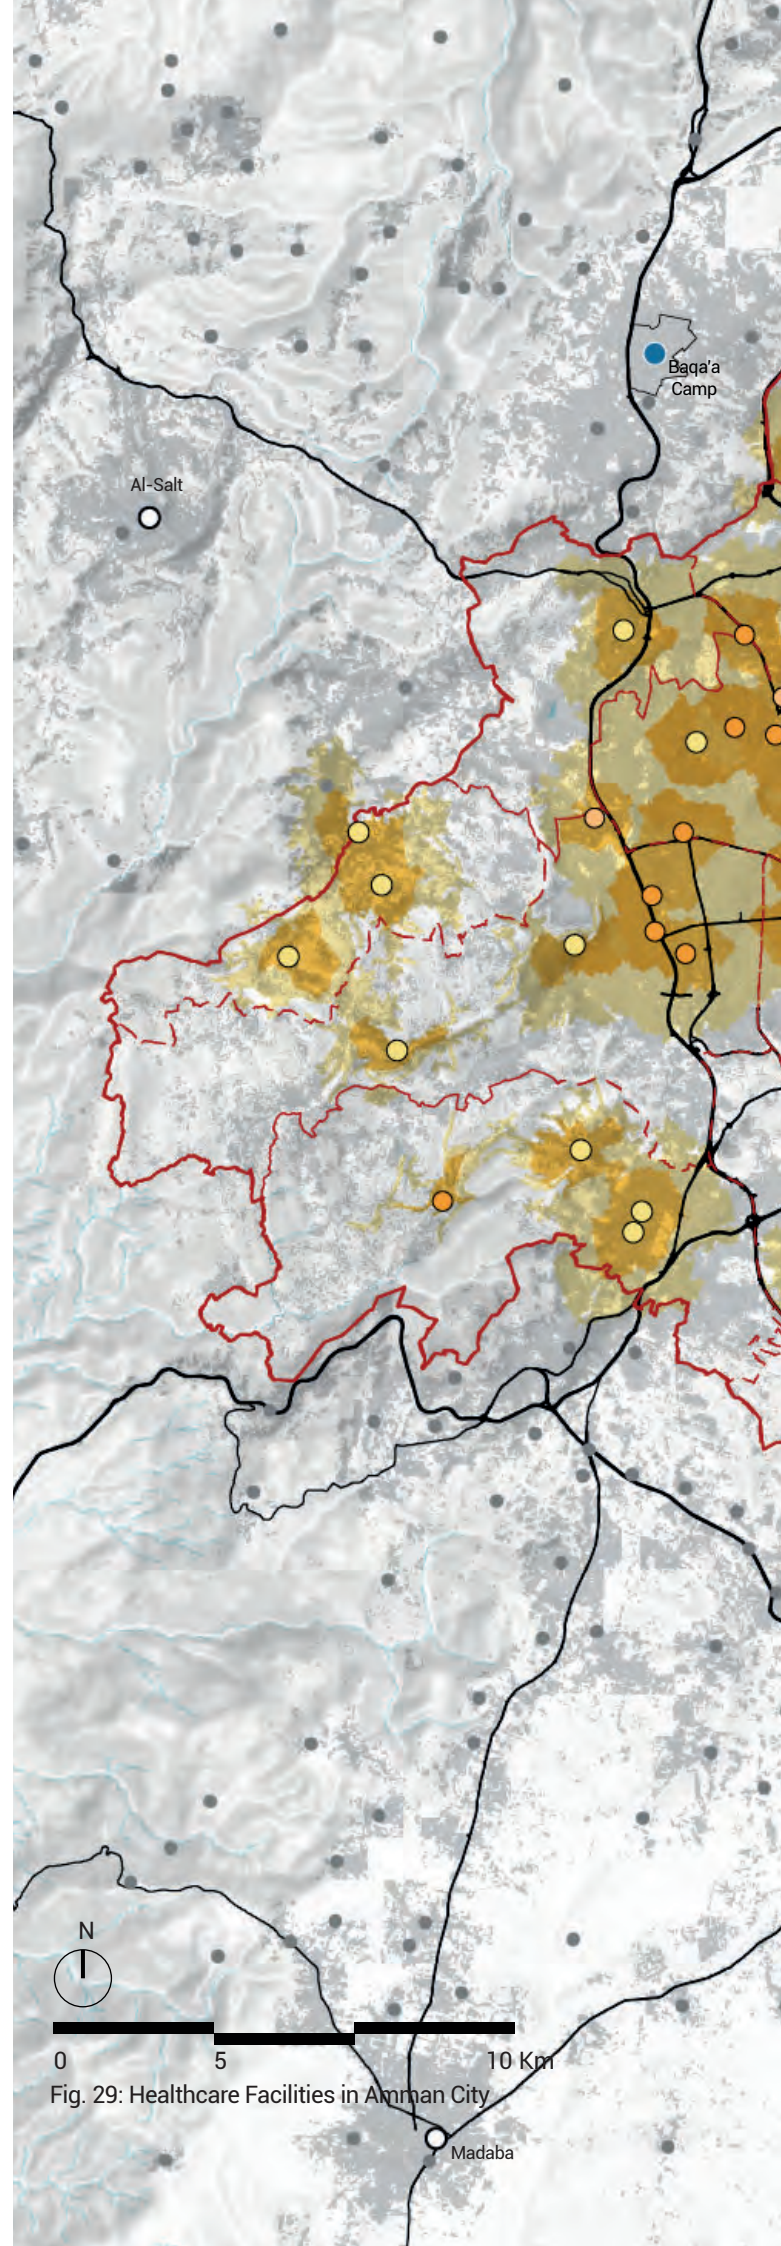 Baqa'a
Camp
Al-Salt
N
0 5 10 Km
Fig. 29: Healthcare Facilities in Amman City
Madaba